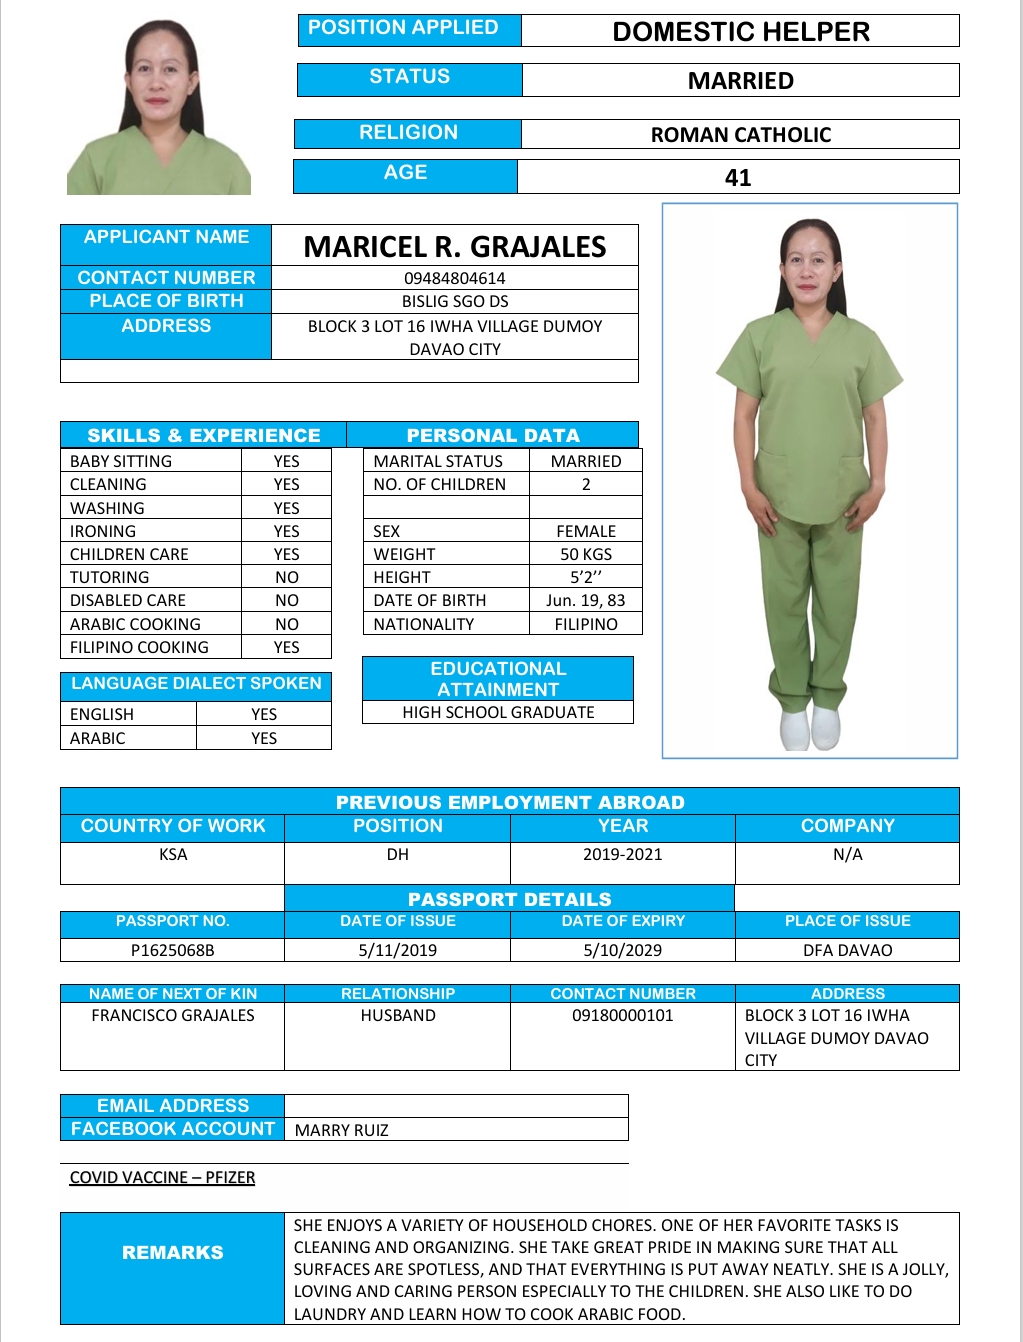 POSITION APPLIED DOMESTIC HELPER
STATUS MARRIED
RELIGION ROMAN CATHOLIC
AGE 41
APPLICANT NAME MARICEL R. GRAJALES
CONTACT NUMBER 09484804614
PLACE OF BIRTH BISLIG SGO DS
ADDRESS BLOCK 3 LOT 16 IWHA VILLAGE DUMOY
DAVAO CITY
SKILLS & EXPERIENCE PERSONAL DATA
BABY SITTING YES
CLEANING YES
WASHING YES
IRONING YES
CHILDREN CARE YES
TUTORING NO
DISABLED CARE NO
ARABIC COOKING NO
FILIPINO COOKING YES
MARITAL STATUS MARRIED
NO. OF CHILDREN 2
SEX FEMALE
WEIGHT 50 KGS
HEIGHT 5’2’’
DATE OF BIRTH Jun. 19, 83
NATIONALITY FILIPINO
LANGUAGE DIALECT SPOKEN
ENGLISH YES
ARABIC YES
EDUCATIONAL
ATTAINMENT
HIGH SCHOOL GRADUATE
PREVIOUS EMPLOYMENT ABROAD
COUNTRY OF WORK POSITION YEAR COMPANY
KSA DH 2019-2021 N/A
PASSPORT DETAILS
PASSPORT NO. DATE OF ISSUE DATE OF EXPIRY PLACE OF ISSUE
P1625068B 5/11/2019 5/10/2029 DFA DAVAO
NAME OF NEXT OF KIN RELATIONSHIP CONTACT NUMBER ADDRESS
FRANCISCO GRAJALES HUSBAND 09180000101 BLOCK 3 LOT 16 IWHA
VILLAGE DUMOY DAVAO
CITY
EMAIL ADDRESS
FACEBOOK ACCOUNT MARRY RUIZ
COVID VACCINE – PFIZER
REMARKS
SHE ENJOYS A VARIETY OF HOUSEHOLD CHORES. ONE OF HER FAVORITE TASKS IS
CLEANING AND ORGANIZING. SHE TAKE GREAT PRIDE IN MAKING SURE THAT ALL
SURFACES ARE SPOTLESS, AND THAT EVERYTHING IS PUT AWAY NEATLY. SHE IS A JOLLY,
LOVING AND CARING PERSON ESPECIALLY TO THE CHILDREN. SHE ALSO LIKE TO DO
LAUNDRY AND LEARN HOW TO COOK ARABIC FOOD.